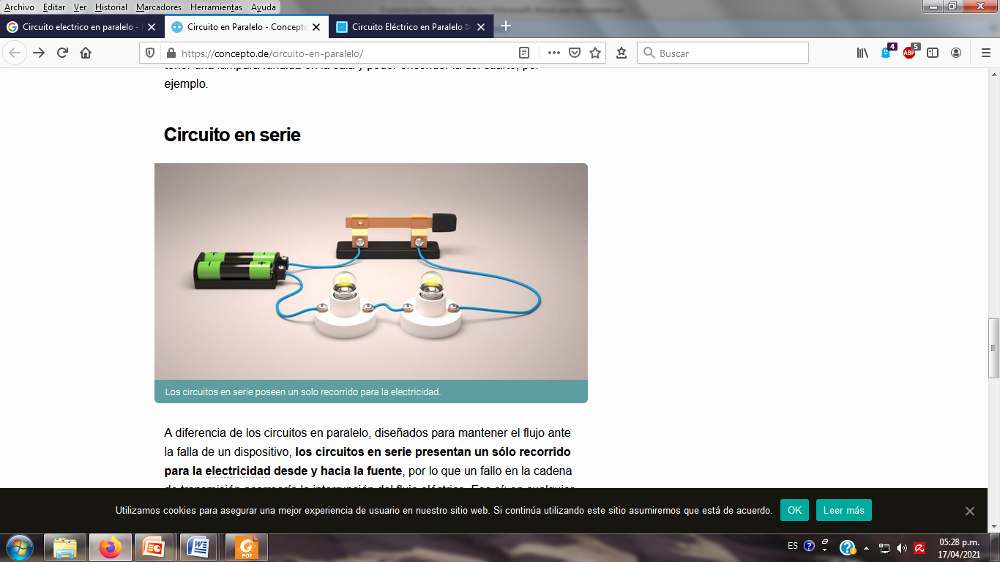 Archivo Editar Ver Historial Marcadores Herramientas Ayuda
Circuito electrico en paralelo -
Circuito en Paralelo - Concepto
Circuito Eléctrico en Paralelo
https://concepto.de/circuito-en-paralelo/
Buscar
4
ABP
5
ejemplo.
Circuito en serie
Los circuitos en serie poseen un solo recorrido para la electricidad.
A diferencia de los circuitos en paralelo, diseñados para mantener el flujo ante
la falla de un dispositivo, los circuitos en serie presentan un sólo recorrido
para la electricidad desde y hacia la fuente, por lo que un fallo en la cadena
Utilizamos cookies para asegurar una mejor experiencia de usuario en nuestro sitio web. Si continúa utilizando este sitio asumiremos que está de acuerdo.
OK
Leer más
PDF
ES
05:28 p.m.
17/04/2021